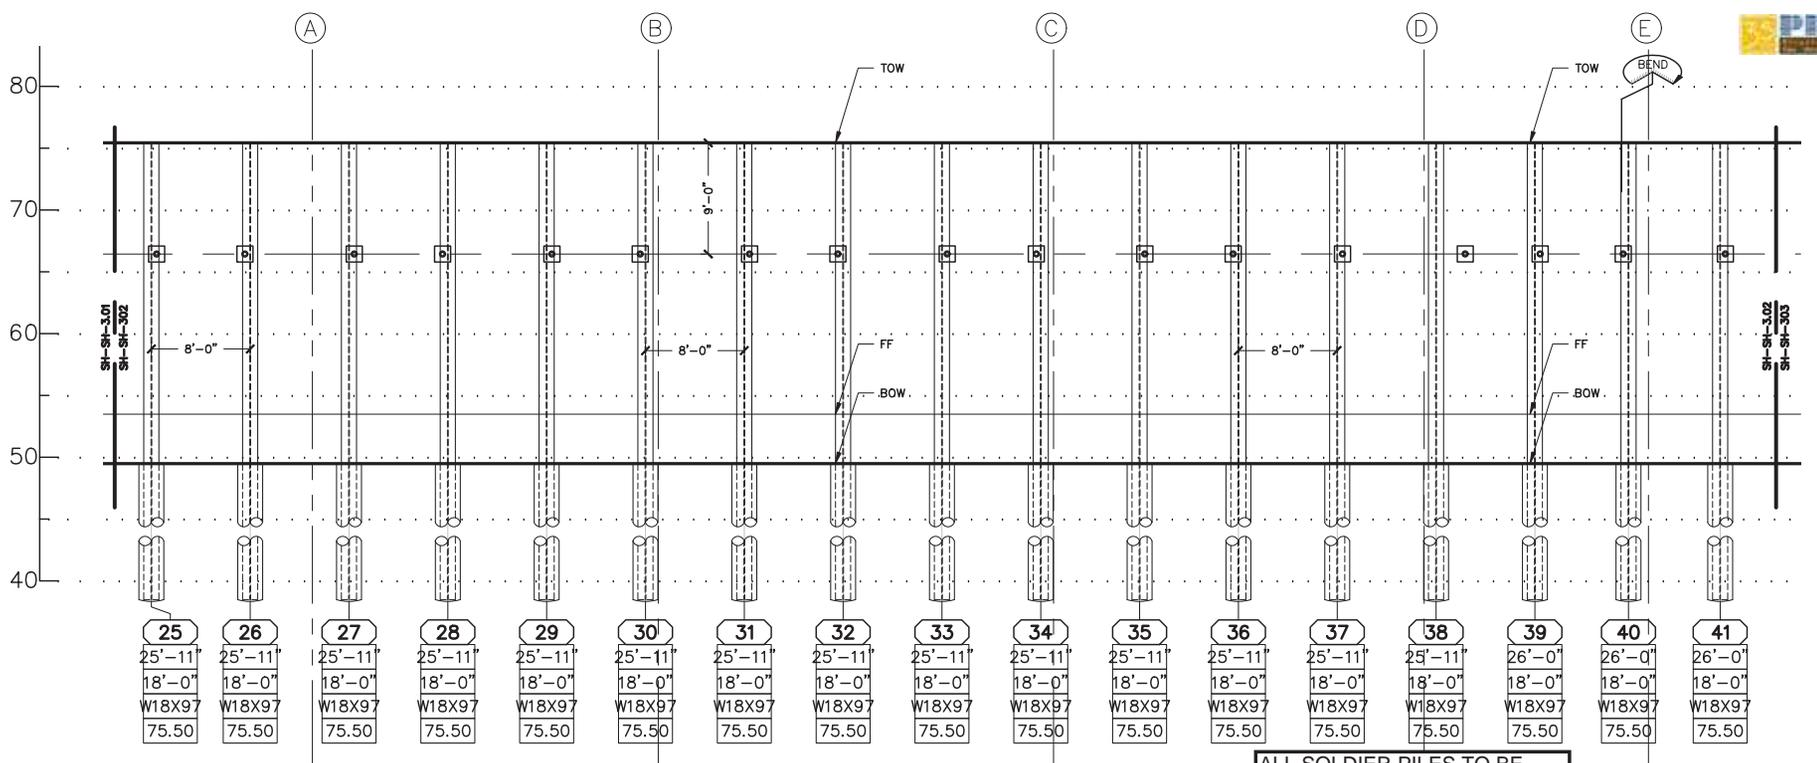 A B C D E
BEND
TOW TOW
80
70
60
50
40
9'-0"
SH-SH-3.01
SH-SH-302
8'-0" 8'-0" 8'-0"
FF FF
BOW BOW
SH-SH-3.02
SH-SH-303
25 26 27 28 29 30 31 32 33 34 35 36 37 38 39 40 41
25'-11" 25'-11" 25'-11" 25'-11" 25'-11" 25'-11" 25'-11" 25'-11" 25'-11" 25'-11" 25'-11" 25'-11" 25'-11" 25'-11" 26'-0" 26'-0" 26'-0"
18'-0" 18'-0" 18'-0" 18'-0" 18'-0" 18'-0" 18'-0" 18'-0" 18'-0" 18'-0" 18'-0" 18'-0" 18'-0" 18'-0" 18'-0" 18'-0" 18'-0"
W18X97 W18X97 W18X97 W18X97 W18X97 W18X97 W18X97 W18X97 W18X97 W18X97 W18X97 W18X97 W18X97 W18X97 W18X97 W18X97 W18X97
75.50 75.50 75.50 75.50 75.50 75.50 75.50 75.50 75.50 75.50 75.50 75.50 75.50 75.50 75.50 75.50 75.50
ALL SOLDIER PILES TO BE